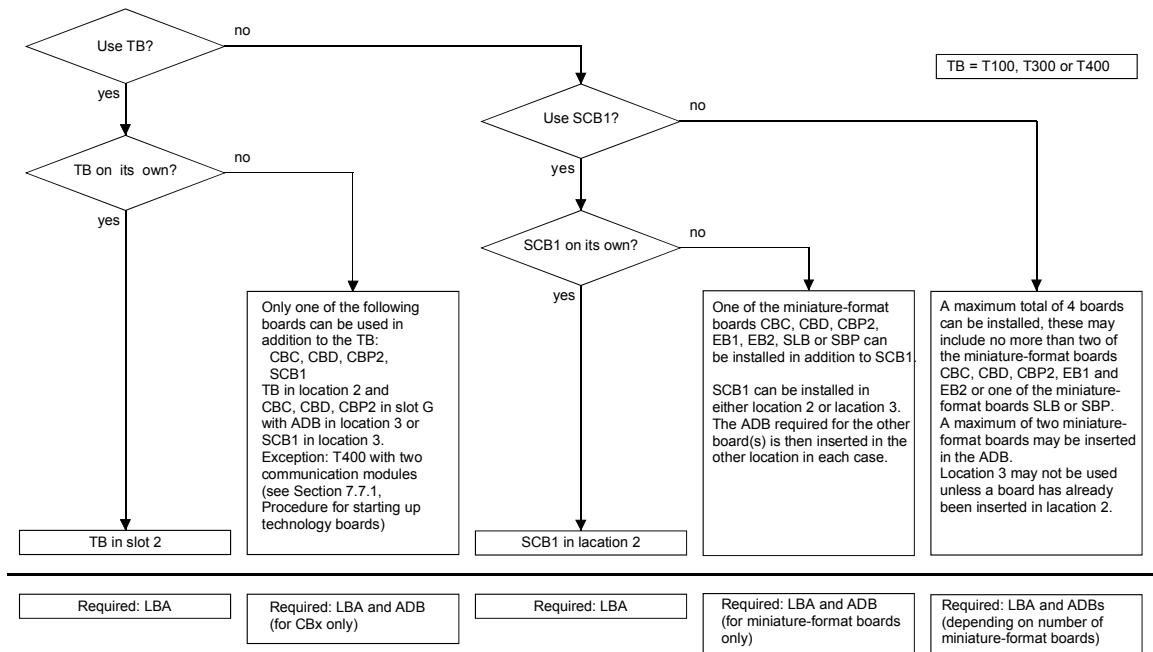 Use TB?
no
TB = T100, T300 or T400
yes
Use SCB1?
no
TB on its own?
no
yes
yes
SCB1 on its own?
no
yes
Only one of the following
boards can be used in
addition to the TB:
CBC, CBD, CBP2,
SCB1
TB in location 2 and
CBC, CBD, CBP2 in slot G
with ADB in location 3 or
SCB1 in location 3.
Exception: T400 with two
communication modules
(see Section 7.7.1,
Procedure for starting up
technology boards)
One of the miniature-format
boards CBC, CBD, CBP2,
EB1, EB2, SLB or SBP can
be installed in addition to SCB1.
SCB1 can be installed in
either location 2 or lacation 3.
The ADB required for the other
board(s) is then inserted in the
other location in each case.
A maximum total of 4 boards
can be installed, these may
include no more than two of
the miniature-format boards
CBC, CBD, CBP2, EB1 and
EB2 or one of the miniature-
format boards SLB or SBP.
A maximum of two miniature-
format boards may be inserted
in the ADB.
Location 3 may not be used
unless a board has already
been inserted in lacation 2.
TB in slot 2
SCB1 in lacation 2
Required: LBA
Required: LBA and ADB
(for CBx only)
Required: LBA
Required: LBA and ADB
(for miniature-format boards
only)
Required: LBA and ADBs
(depending on number of
miniature-format boards)